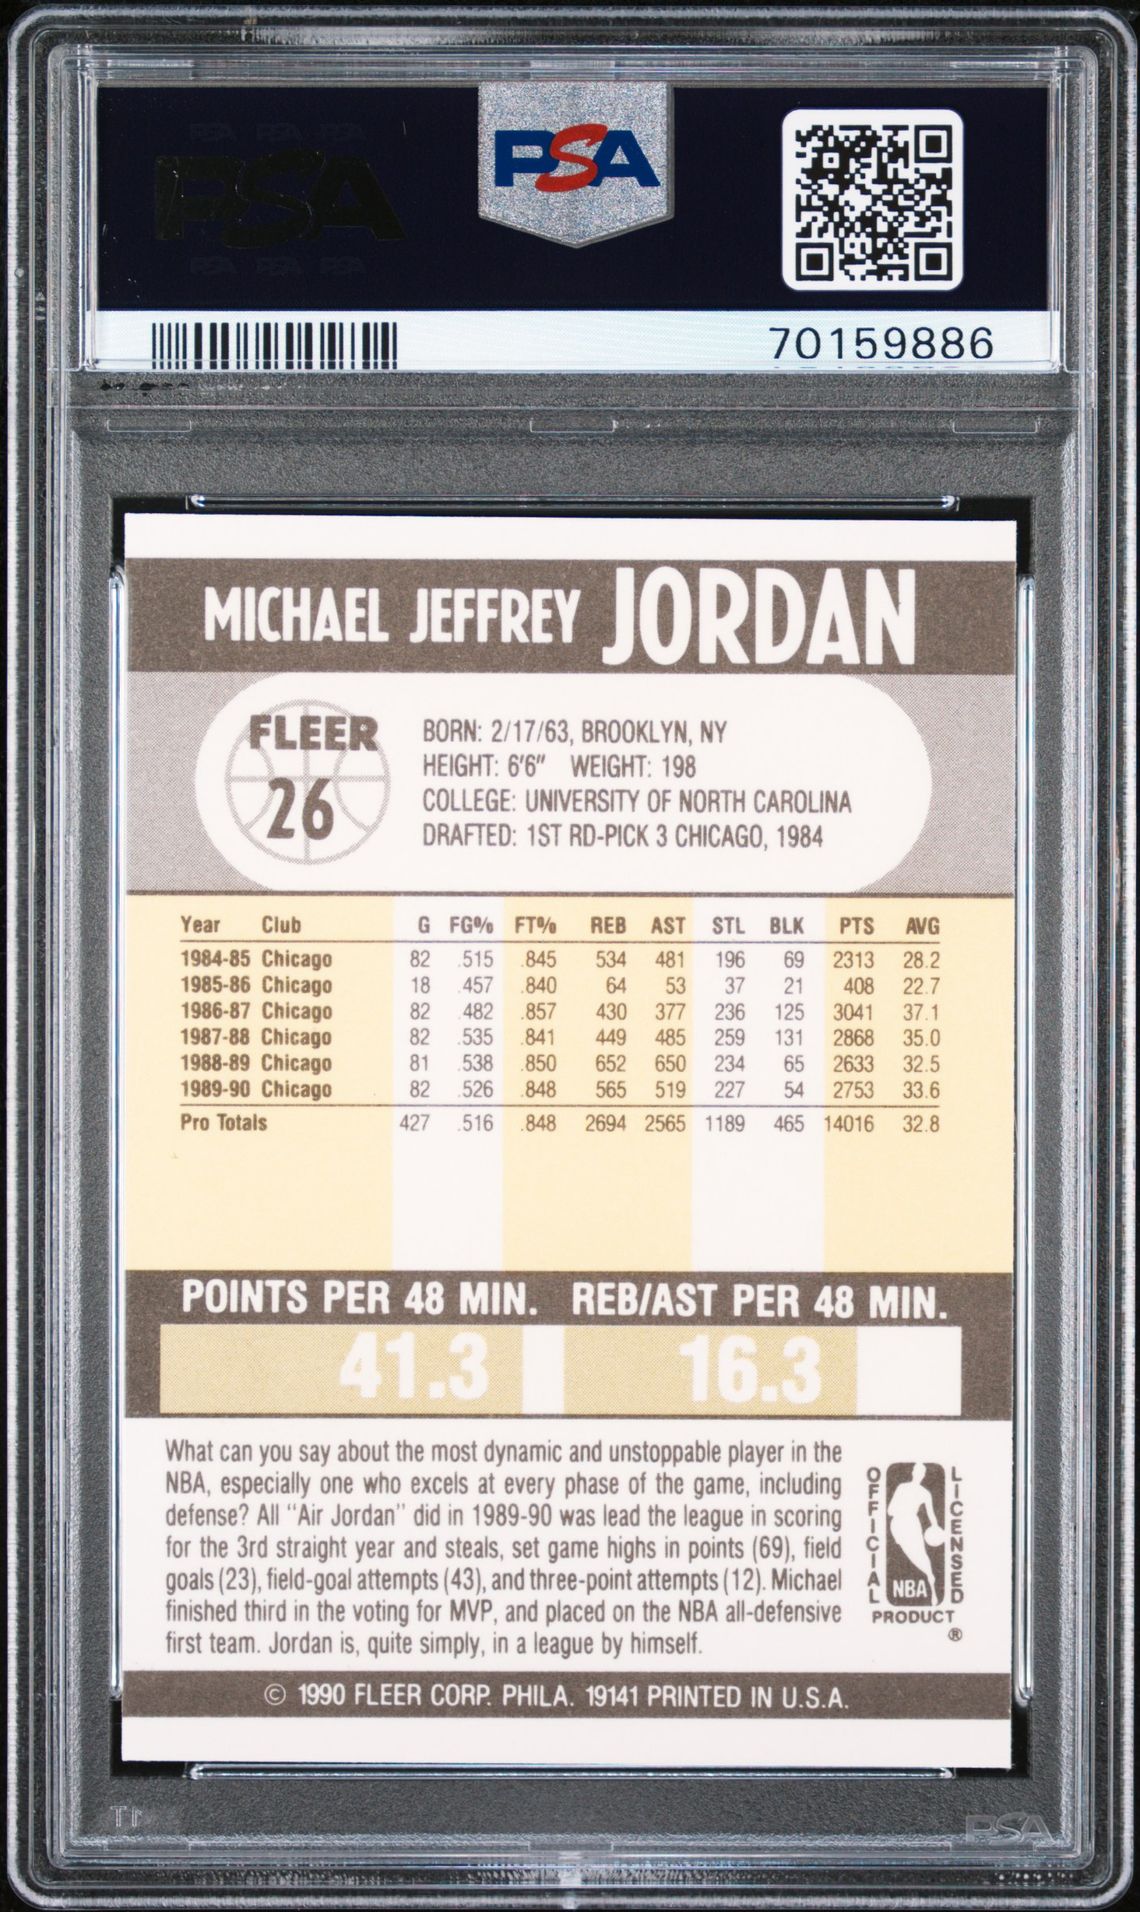 PSA
PSA
70159886
MICHAEL JEFFREY JORDAN
FLEER
26
BORN: 2/17/63, BROOKLYN, NY
HEIGHT: 6'6" WEIGHT: 198
COLLEGE: UNIVERSITY OF NORTH CAROLINA
DRAFTED: 1ST RD-PICK 3 CHICAGO, 1984
Year Club G FG% FT% REB AST STL BLK PTS AVG
1984-85 Chicago 82 .515 .845 534 481 196 69 2313 28.2
1985-86 Chicago 18 .457 .840 64 53 37 21 408 22.7
1986-87 Chicago 82 .482 .857 430 377 236 125 3041 37.1
1987-88 Chicago 82 .535 .841 449 485 259 131 2868 35.0
1988-89 Chicago 81 .538 .850 652 650 234 65 2633 32.5
1989-90 Chicago 82 .526 .848 565 519 227 54 2753 33.6
Pro Totals 427 .516 .848 2694 2565 1189 465 14016 32.8
POINTS PER 48 MIN. REB/AST PER 48 MIN.
41.3 16.3
What can you say about the most dynamic and unstoppable player in the
NBA, especially one who excels at every phase of the game, including
defense? All "Air Jordan" did in 1989-90 was lead the league in scoring
for the 3rd straight year and steals, set game highs in points (69), field
goals (23), field-goal attempts (43), and three-point attempts (12). Michael
finished third in the voting for MVP, and placed on the NBA all-defensive
first team. Jordan is, quite simply, in a league by himself.
OFFICIAL LICENSED
NBA
PRODUCT
®
© 1990 FLEER CORP. PHILA. 19141 PRINTED IN U.S.A.
PSA